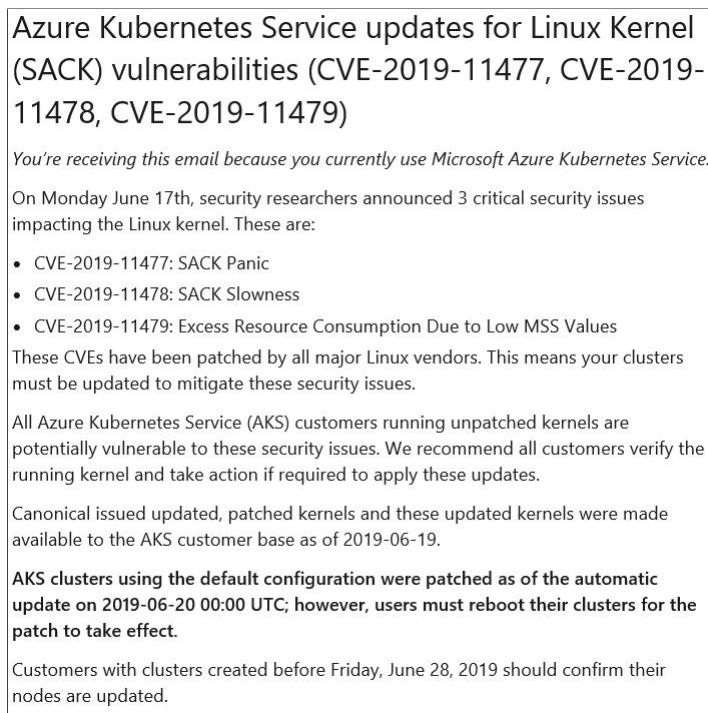 Azure Kubernetes Service updates for Linux Kernel
(SACK) vulnerabilities (CVE-2019-11477, CVE-2019-
11478, CVE-2019-11479)
You're receiving this email because you currently use Microsoft Azure Kubernetes Service.
On Monday June 17th, security researchers announced 3 critical security issues
impacting the Linux kernel. These are:
• CVE-2019-11477: SACK Panic
• CVE-2019-11478: SACK Slowness
• CVE-2019-11479: Excess Resource Consumption Due to Low MSS Values
These CVEs have been patched by all major Linux vendors. This means your clusters
must be updated to mitigate these security issues.
All Azure Kubernetes Service (AKS) customers running unpatched kernels are
potentially vulnerable to these security issues. We recommend all customers verify the
running kernel and take action if required to apply these updates.
Canonical issued updated, patched kernels and these updated kernels were made
available to the AKS customer base as of 2019-06-19.
AKS clusters using the default configuration were patched as of the automatic
update on 2019-06-20 00:00 UTC; however, users must reboot their clusters for the
patch to take effect.
Customers with clusters created before Friday, June 28, 2019 should confirm their
nodes are updated.